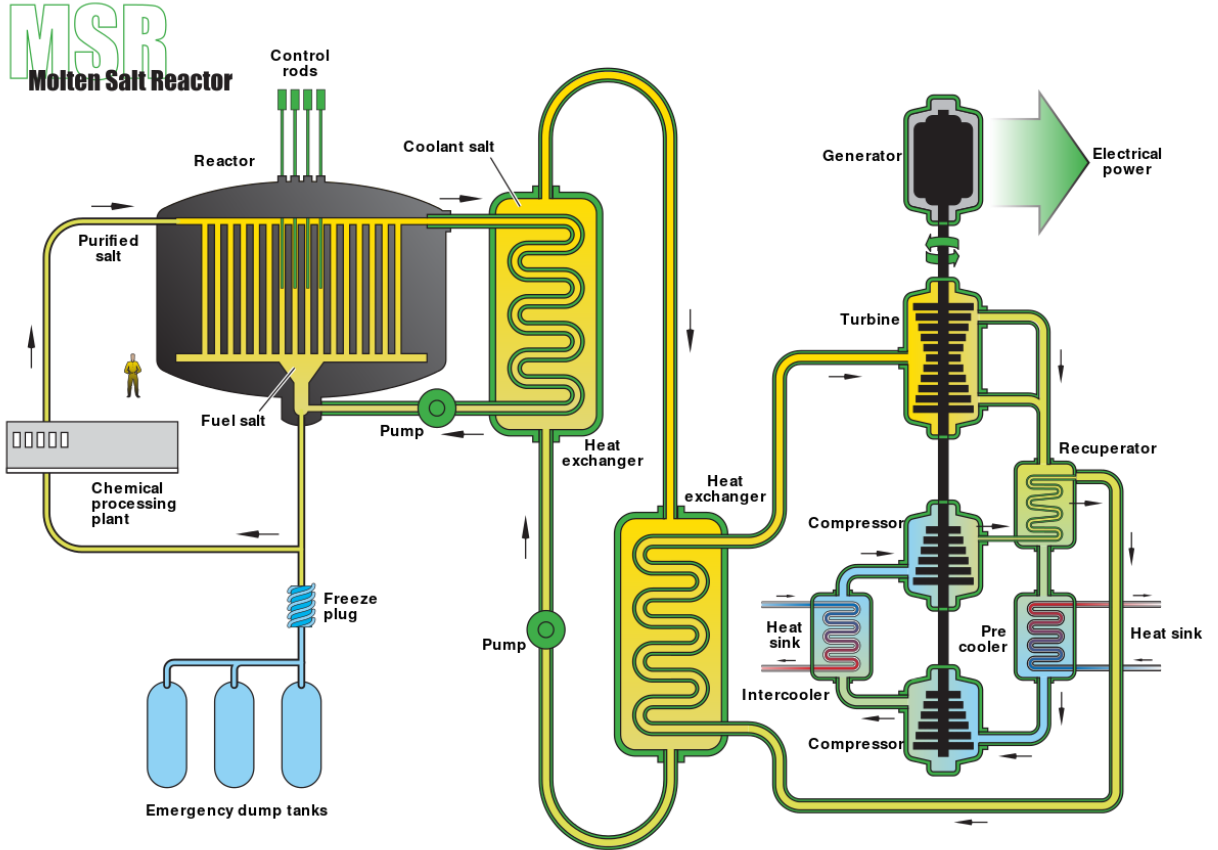 MSR
Molten Salt Reactor
Control
rods
Reactor
Coolant salt
Generator
Electrical
power
Purified
salt
Turbine
Fuel salt
Pump
Heat
exchanger
Recuperator
Chemical
processing
plant
Heat
exchanger
Compressor
Freeze
plug
Pump
Heat
sink
Pre
cooler
Heat sink
Intercooler
Compressor
Emergency dump tanks